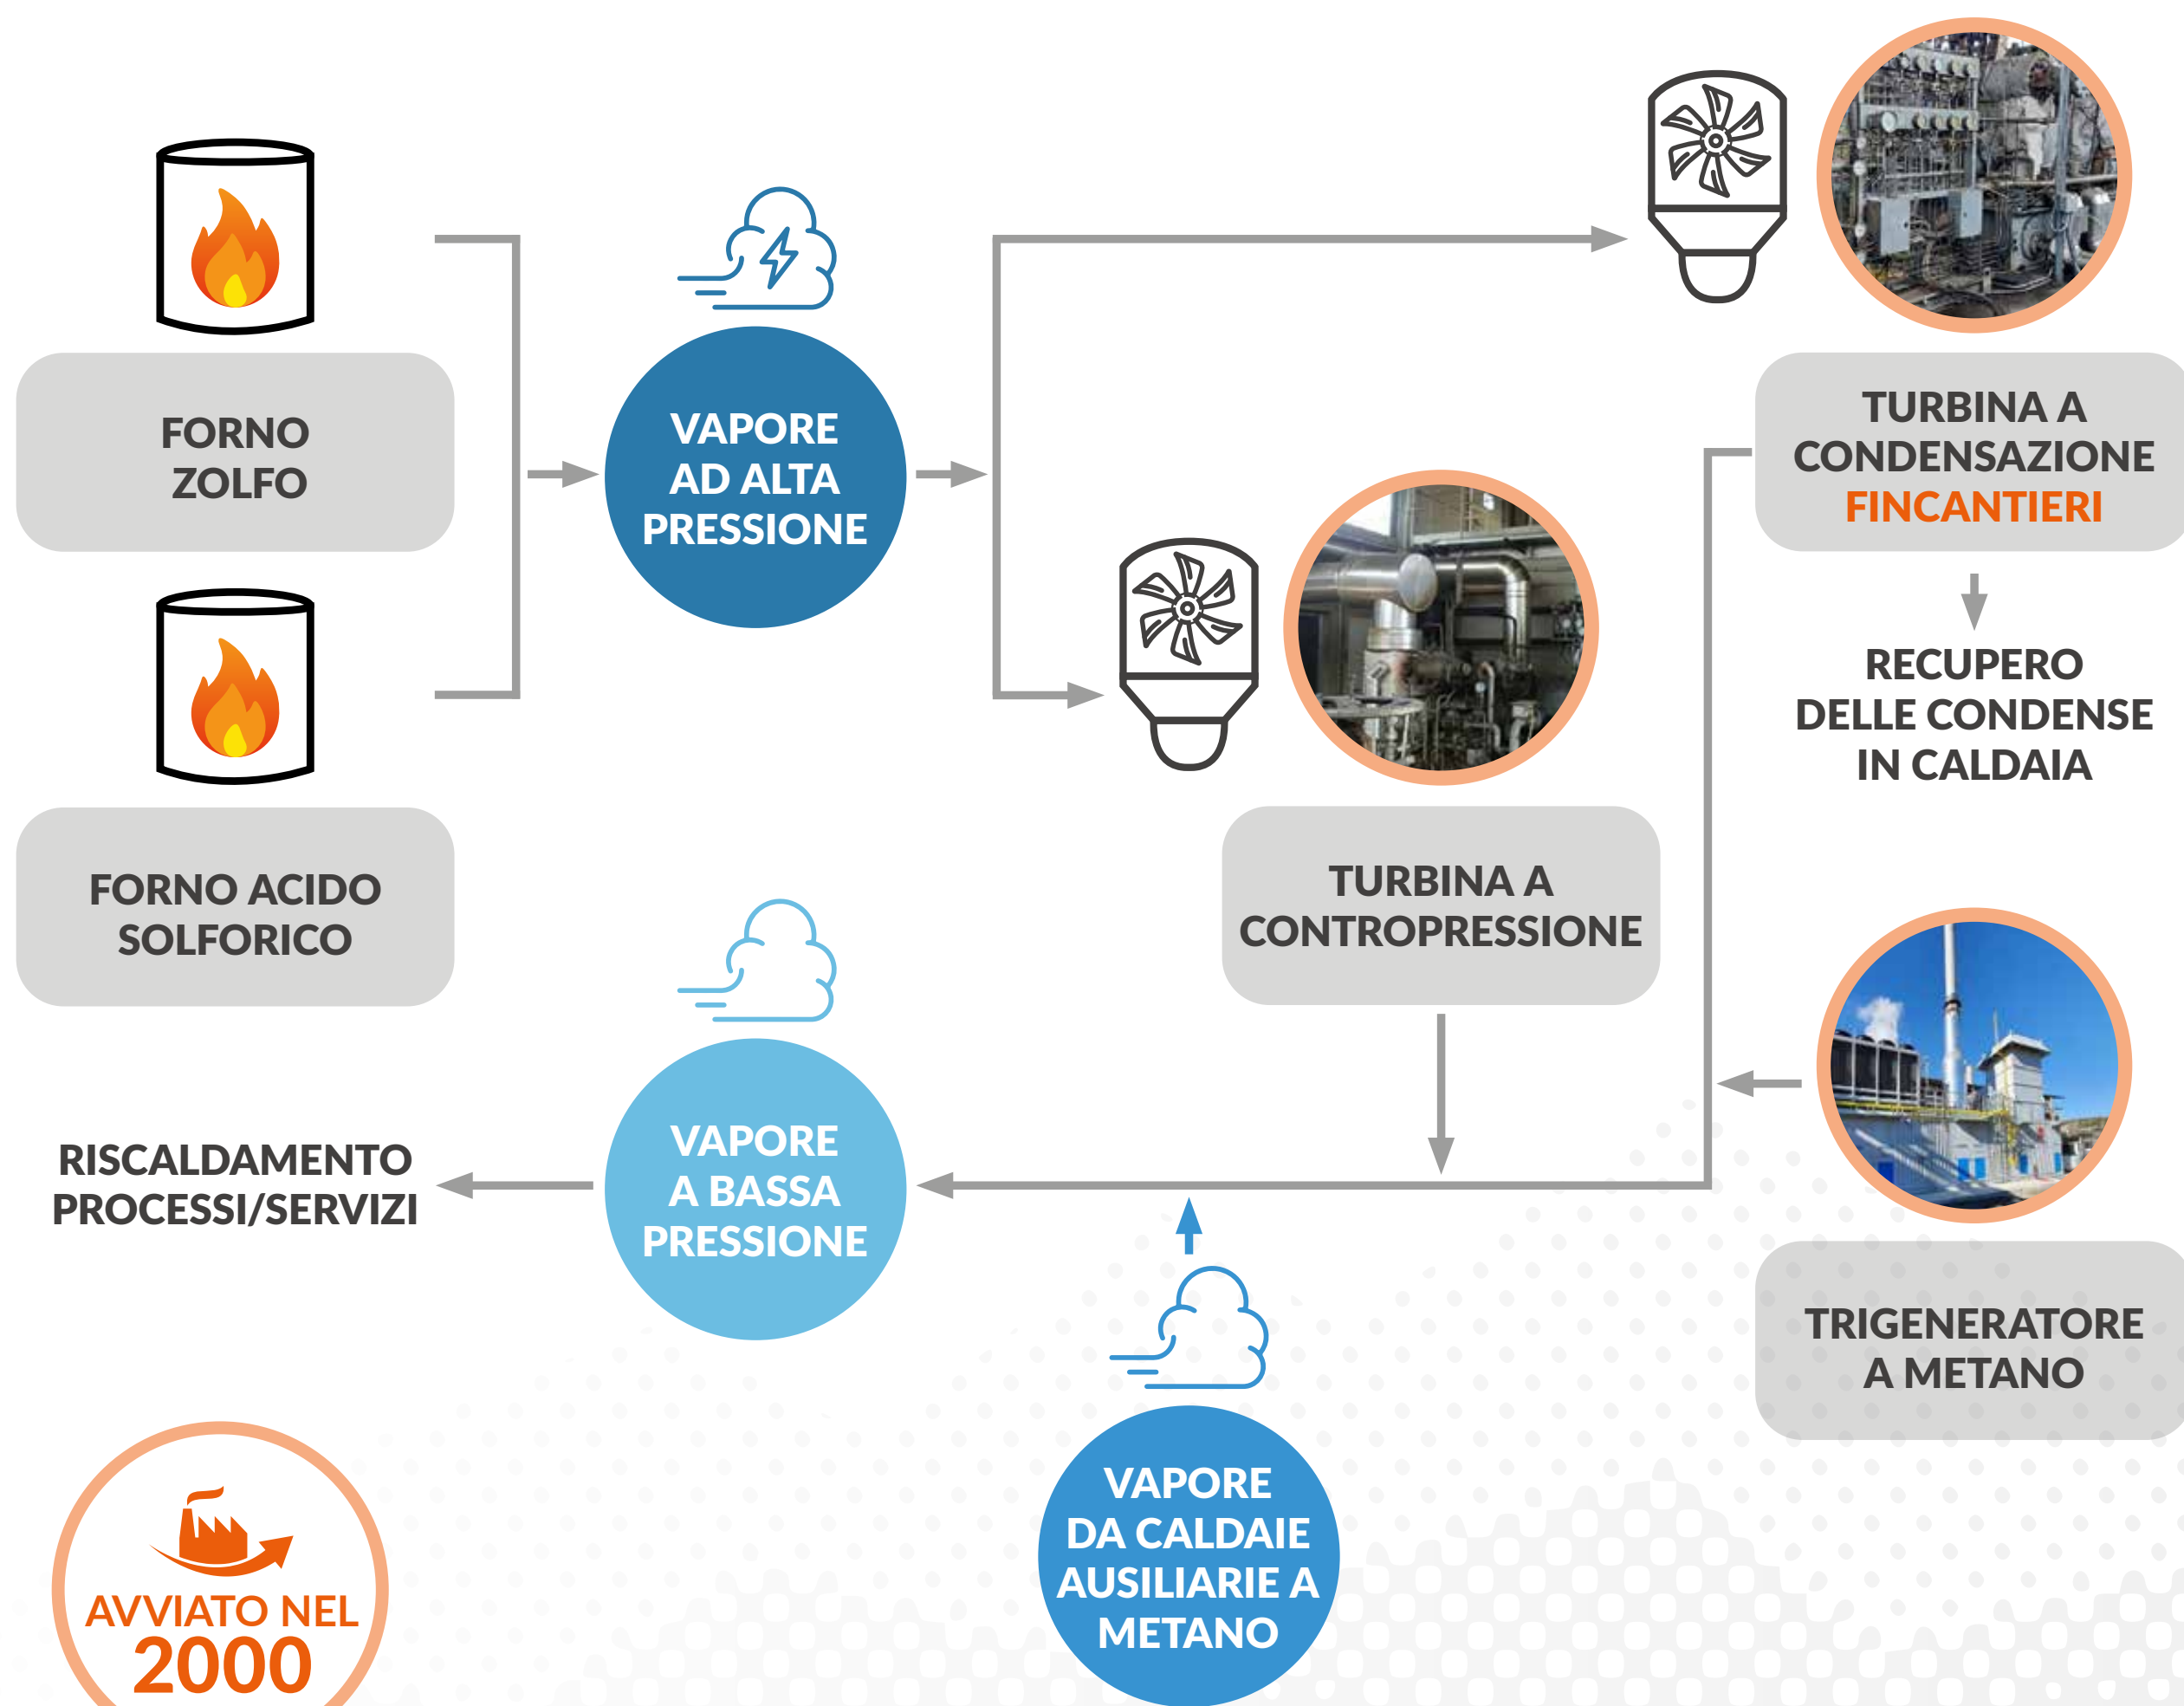 FORNO
ZOLFO
VAPORE
AD ALTA
PRESSIONE
TURBINA A
CONDENSAZIONE
FINCANTIERI
RECUPERO
DELLE CONDENSE
IN CALDAIA
FORNO ACIDO
SOLFORICO
TURBINA A
CONTROPRESSIONE
RISCALDAMENTO
PROCESSI/SERVIZI
VAPORE
A BASSA
PRESSIONE
TRIGENERATORE
A METANO
VAPORE
DA CALDAIE
AUSILIARIE A
METANO
AVVIATO NEL
2000